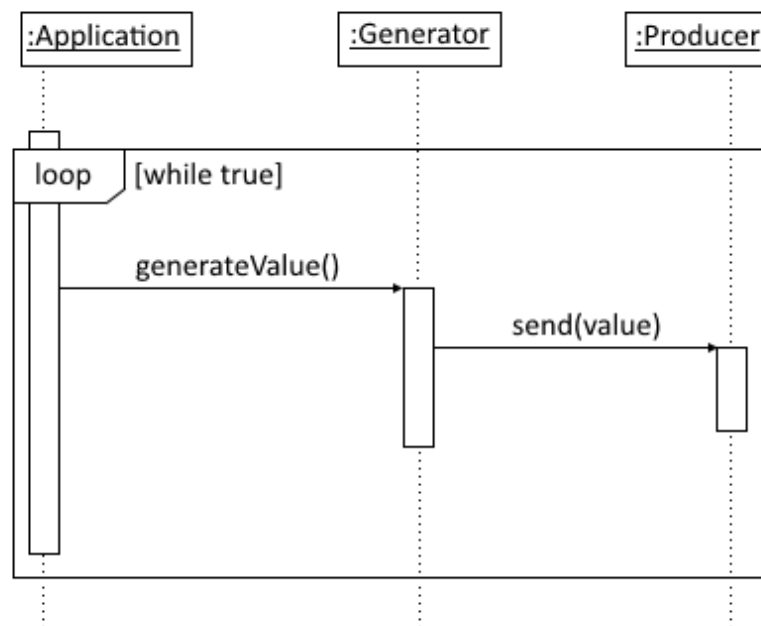 :Application
:Generator
:Producer
loop
[while true]
generateValue()
send(value)